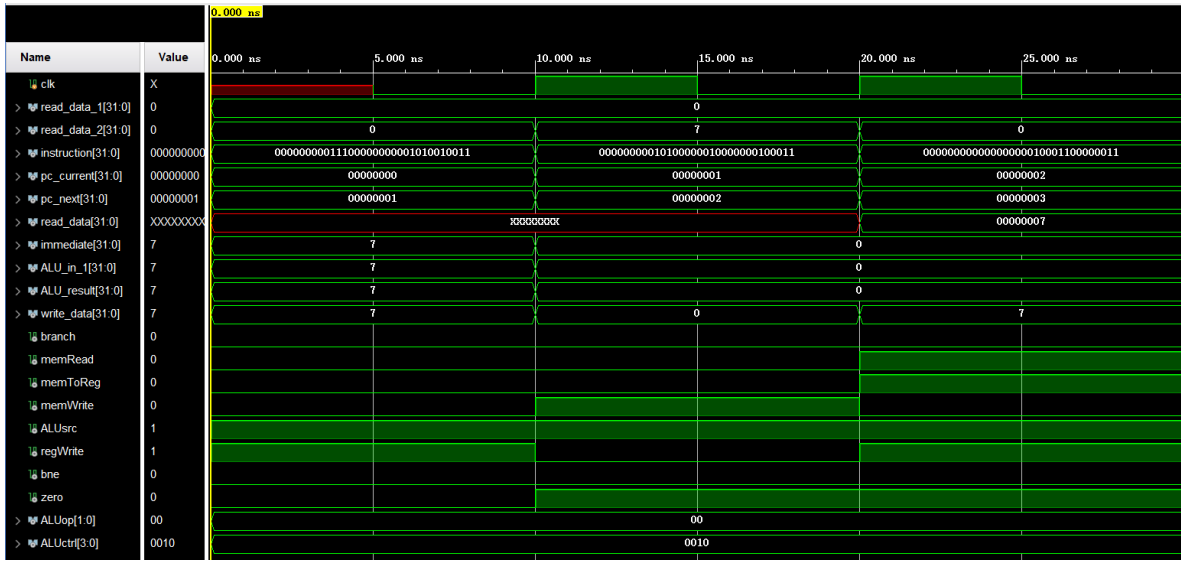 0.000 ns
Name Value 0.000 ns 5.000 ns 10.000 ns 15.000 ns 20.000 ns 25.000 ns
clk X
read_data_1[31:0] 0 0
read_data_2[31:0] 0 0 7 0
instruction[31:0] 000000000 00000000011100000000001010010011 00000000010100000010000000100011 00000000000000000010001100000011
pc_current[31:0] 00000000 00000000 00000001 00000002
pc_next[31:0] 00000001 00000001 00000002 00000003
read_data[31:0] XXXXXXXX XXXXXXXX 00000007
immediate[31:0] 7 7 0
ALU_in_1[31:0] 7 7 0
ALU_result[31:0] 7 7 0
write_data[31:0] 7 7 0 7
branch 0
memRead 0
memToReg 0
memWrite 0
ALUsrc 1
regWrite 1
bne 0
zero 0
ALUop[1:0] 00 00
ALUctrl[3:0] 0010 0010